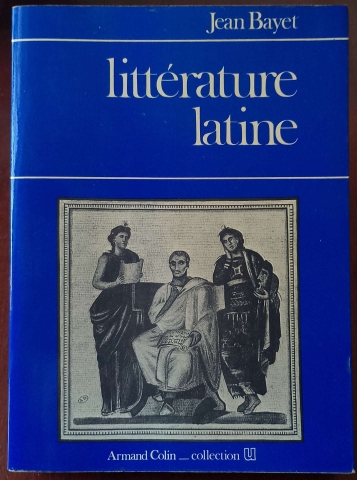 Jean Bayet
littérature
latine
Armand Colin _ collection U